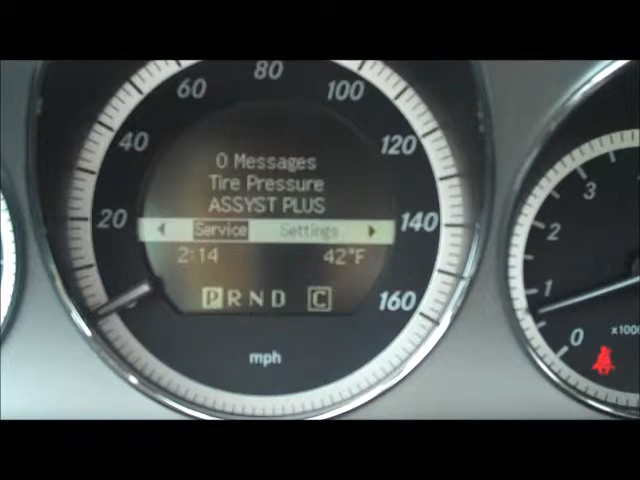 80
60
100
40
120
0 Messages
Tire Pressure
ASSYST PLUS
20
Service Settings
140
2:14 42°F
P R N D C
160
mph
3
2
1
0